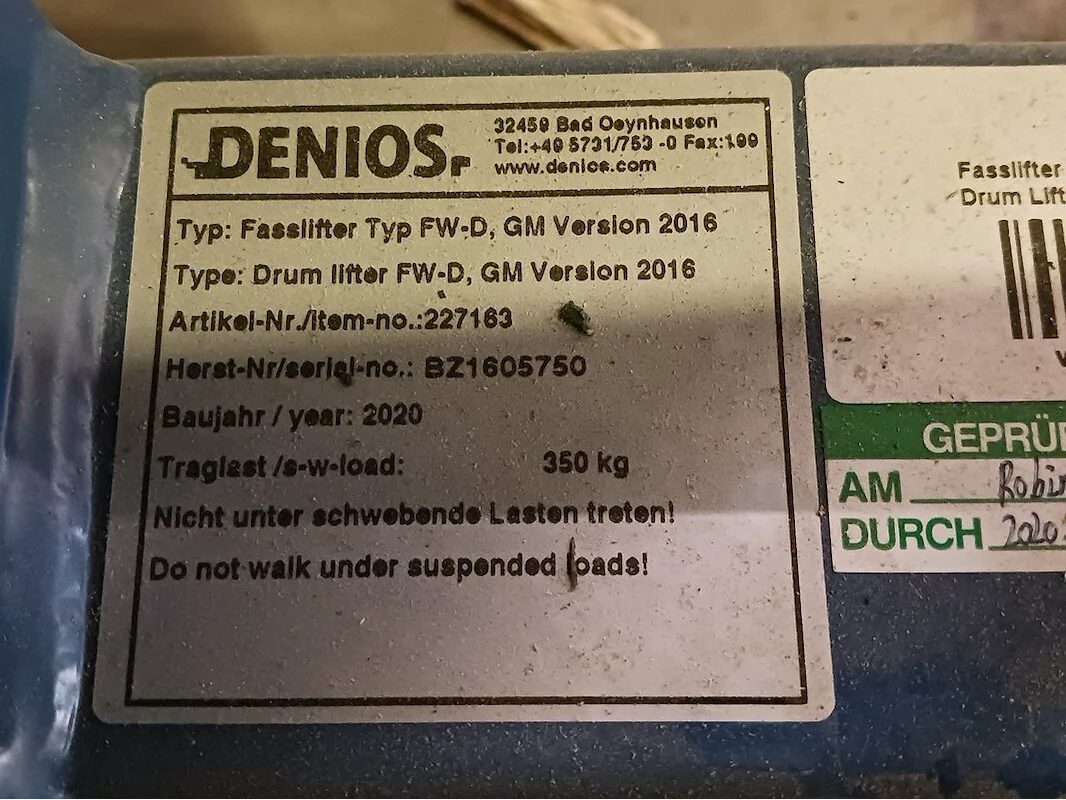 DENIOS
32459 Bad Oeynhausen
Tel:+49 5731/753 -0 Fax:199
www.denios.com
Typ: Fasslifter Typ FW-D, GM Version 2016
Type: Drum lifter FW-D, GM Version 2016
Artikel-Nr./item-no.:227163
Herst-Nr/serial-no.: BZ1605750
Baujahr / year: 2020
Traglast /s-w-load: 350 kg
Nicht unter schwebende Lasten treten!
Do not walk under suspended loads!
Fasslifter
Drum Lift
GEPRÜ
AM Robi
DURCH 2020